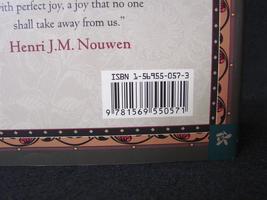 with perfect joy, a joy that no one
shall take away from us.”
Henri J.M. Nouwen
ISBN 1-56955-057-3
9 781569 550571